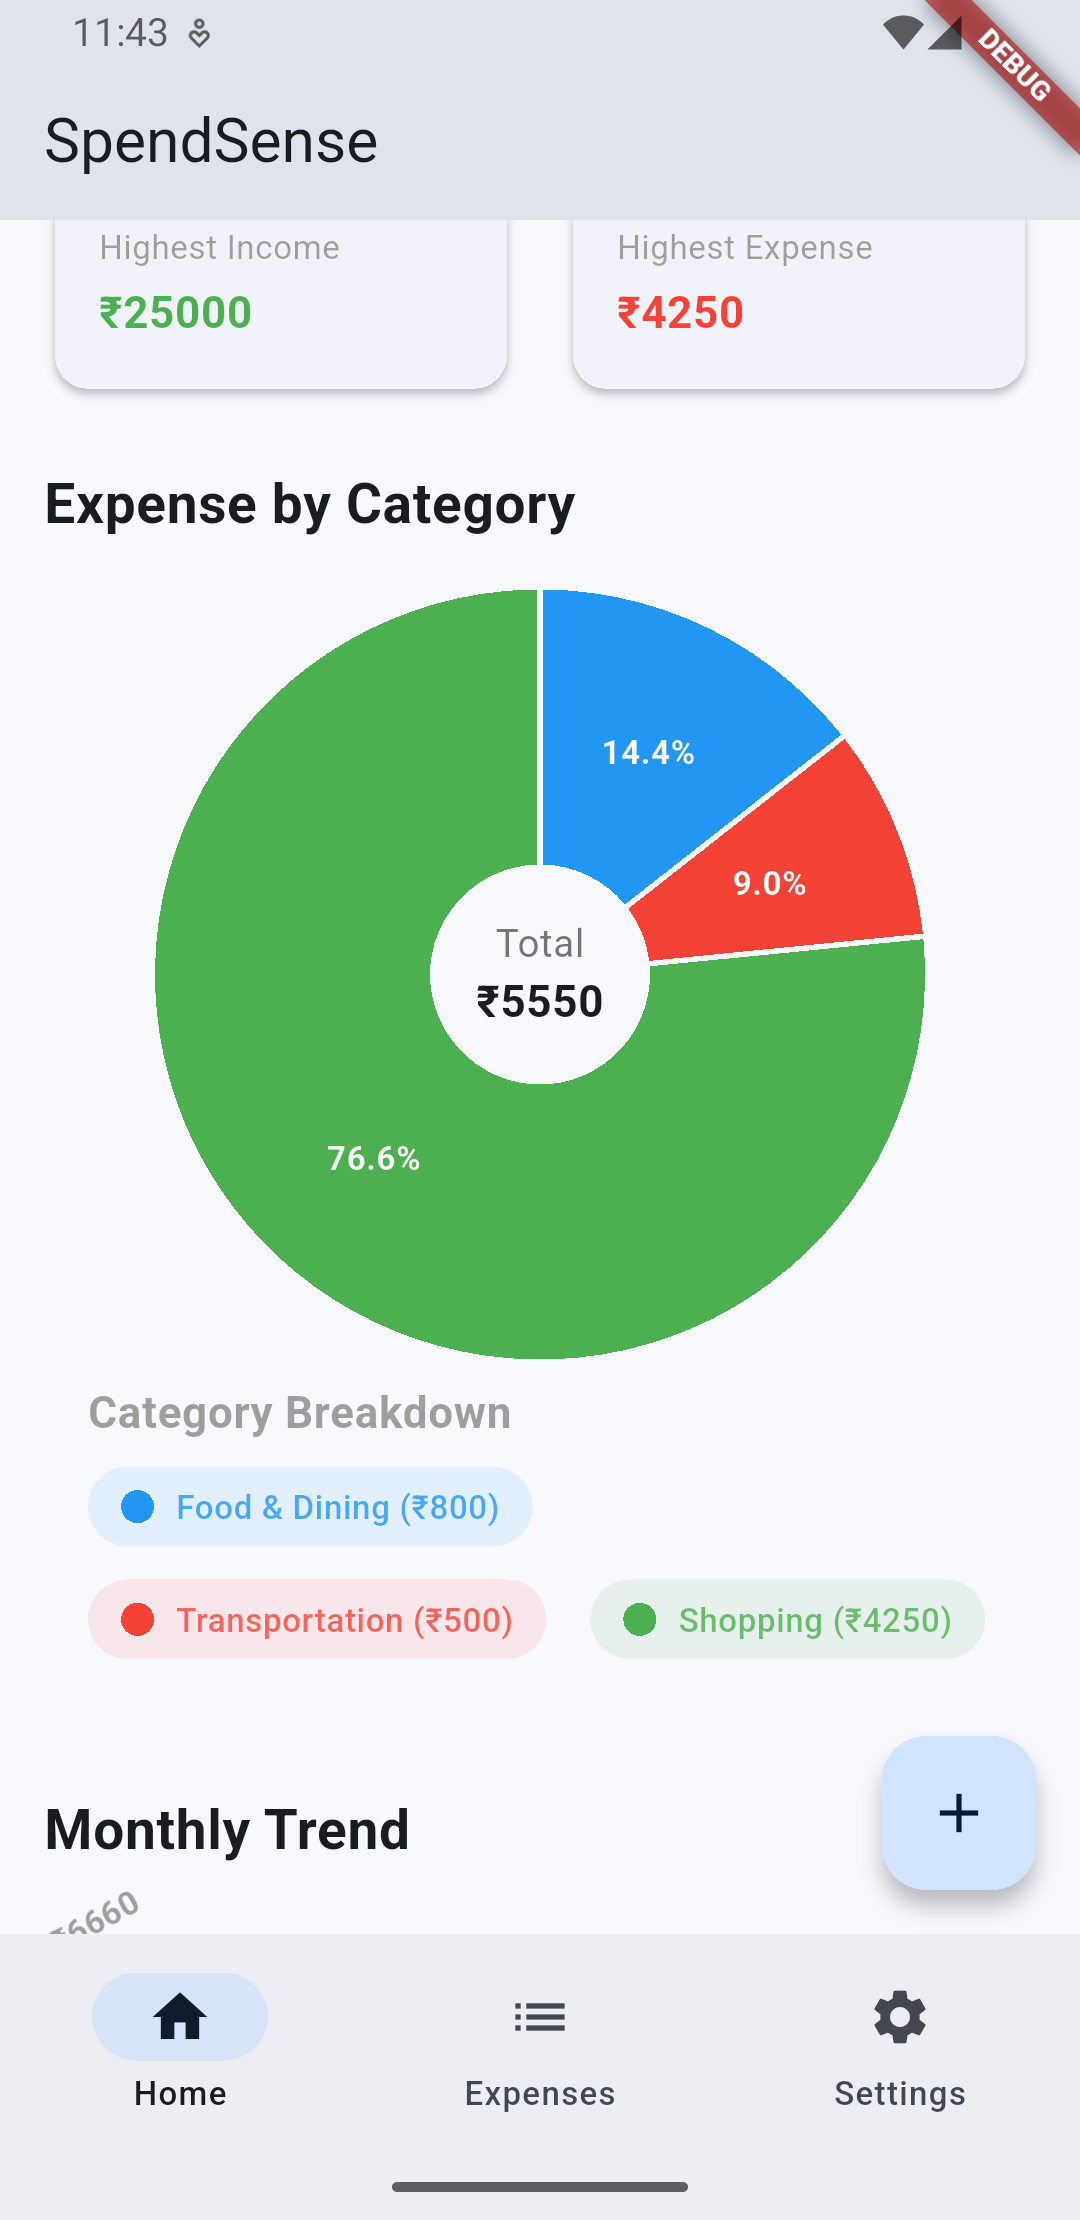 11:43
DEBUG
SpendSense
Highest Income
₹25000
Highest Expense
₹4250
Expense by Category
14.4%
9.0%
Total
₹5550
76.6%
Category Breakdown
Food & Dining (₹800)
Transportation (₹500)
Shopping (₹4250)
Monthly Trend
₹6660
Home
Expenses
Settings